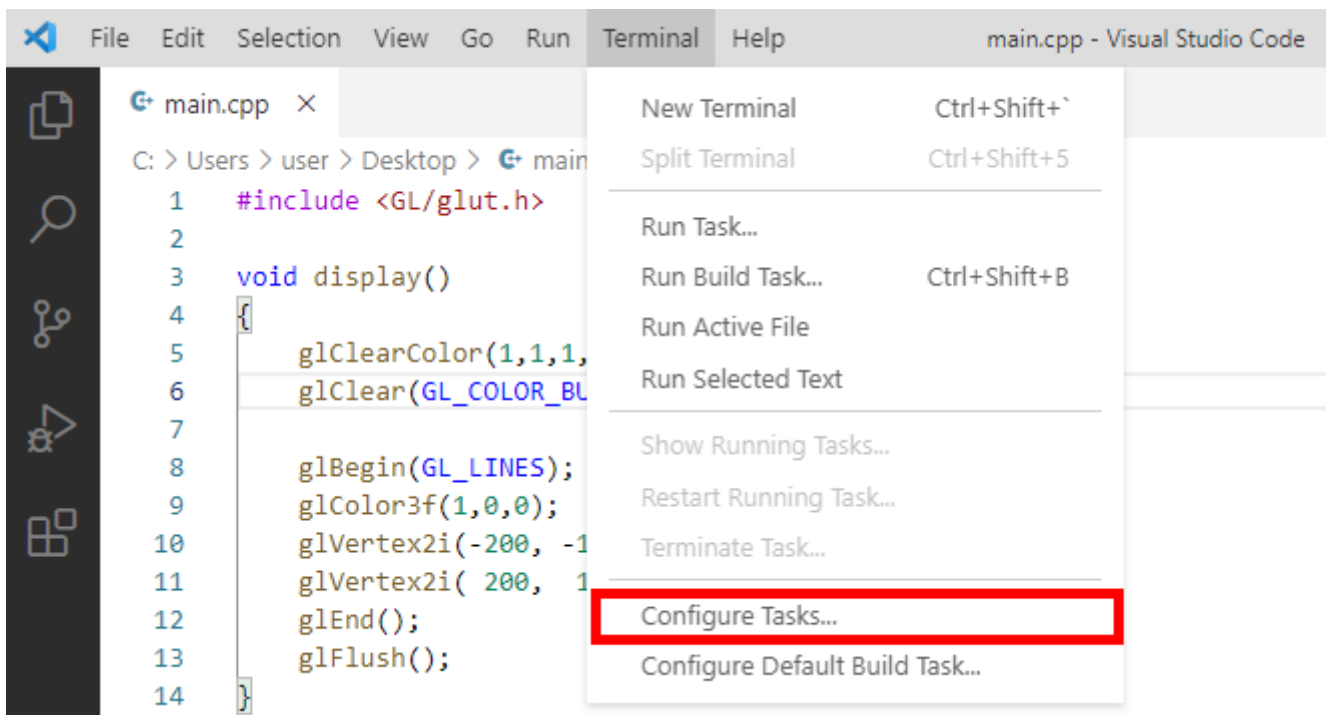 File Edit Selection View Go Run Terminal Help main.cpp - Visual Studio Code
main.cpp ×
C: > Users > user > Desktop > main
1 #include <GL/glut.h>
2
3 void display()
4 {
5 glClearColor(1,1,1,
6 glClear(GL_COLOR_BU
7
8 glBegin(GL_LINES);
9 glColor3f(1,0,0);
10 glVertex2i(-200, -1
11 glVertex2i( 200, 1
12 glEnd();
13 glFlush();
14 }
New Terminal Ctrl+Shift+`
Split Terminal Ctrl+Shift+5
Run Task...
Run Build Task... Ctrl+Shift+B
Run Active File
Run Selected Text
Show Running Tasks...
Restart Running Task...
Terminate Task...
Configure Tasks...
Configure Default Build Task...